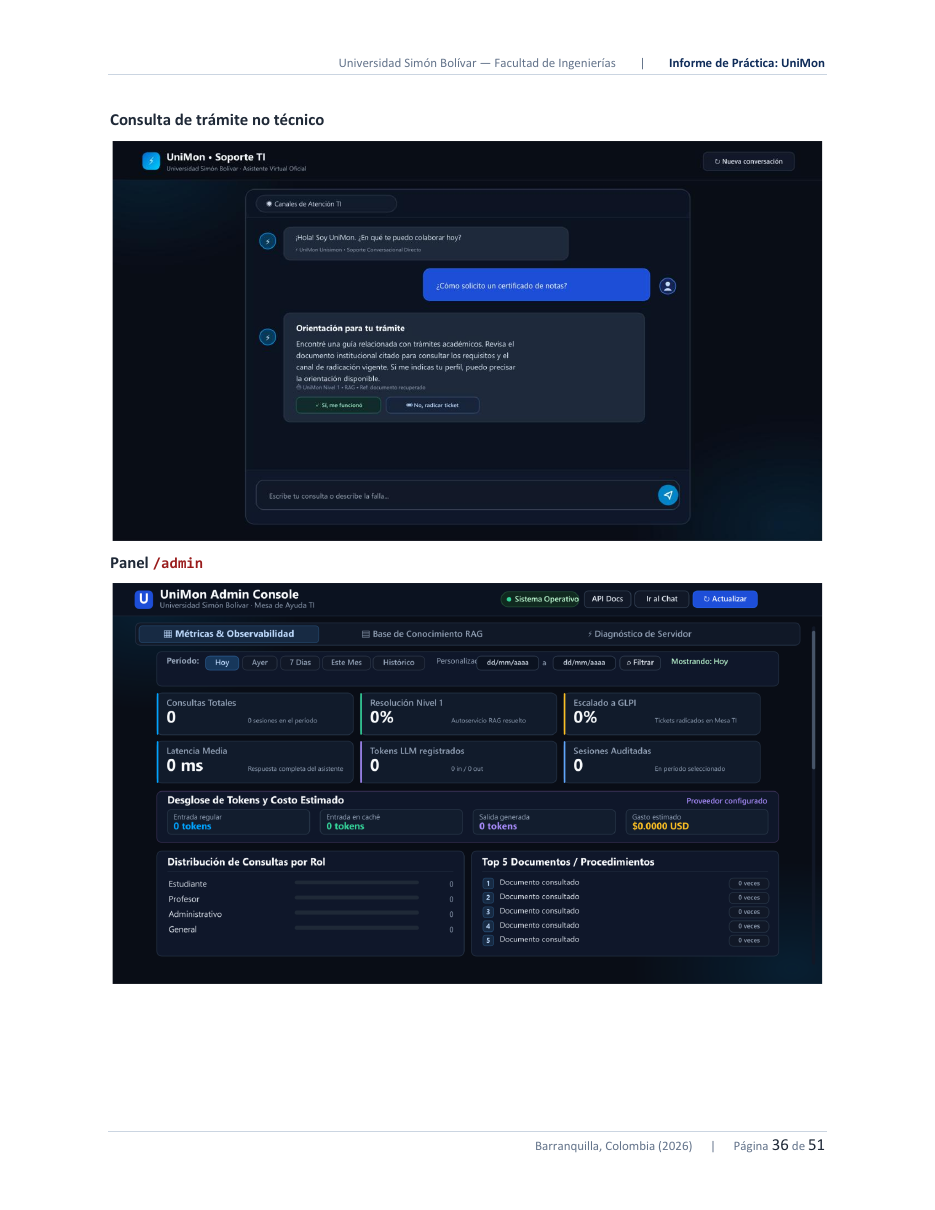 Universidad Simón Bolívar — Facultad de Ingenierías | Informe de Práctica: UniMon
Consulta de trámite no técnico
UniMon • Soporte TI
Universidad Simón Bolívar · Asistente Virtual Oficial
↻ Nueva conversación
Canales de Atención TI
¡Hola! Soy UniMon. ¿En qué te puedo colaborar hoy?
• UniMon Unisimon • Soporte Conversacional Directo
¿Cómo solicito un certificado de notas?
Orientación para tu trámite
Encontré una guía relacionada con trámites académicos. Revisa el
documento institucional citado para consultar los requisitos y el
canal de radicación vigente. Si me indicas tu perfil, puedo precisar
la orientación disponible.
UniMon Nivel 1 • RAG • Ref: documento recuperado
✓ Sí, me funcionó
No, radicar ticket
Escribe tu consulta o describe la falla...
Panel /admin
U
UniMon Admin Console
Universidad Simón Bolívar · Mesa de Ayuda TI
● Sistema Operativo
API Docs
Ir al Chat
↻ Actualizar
Métricas & Observabilidad
Base de Conocimiento RAG
⚡ Diagnóstico de Servidor
Período: Hoy Ayer 7 Días Este Mes Histórico Personalizac dd/mm/aaaa a dd/mm/aaaa Filtrar Mostrando: Hoy
Consultas Totales
0 0 sesiones en el período
Resolución Nivel 1
0% Autoservicio RAG resuelto
Escalado a GLPI
0% Tickets radicados en Mesa TI
Latencia Media
0 ms Respuesta completa del asistente
Tokens LLM registrados
0 0 in / 0 out
Sesiones Auditadas
0 En período seleccionado
Desglose de Tokens y Costo Estimado
Proveedor configurado
Entrada regular
0 tokens
Entrada en caché
0 tokens
Salida generada
0 tokens
Gasto estimado
$0.0000 USD
Distribución de Consultas por Rol
Estudiante 0
Profesor 0
Administrativo 0
General 0
Top 5 Documentos / Procedimientos
1 Documento consultado 0 veces
2 Documento consultado 0 veces
3 Documento consultado 0 veces
4 Documento consultado 0 veces
5 Documento consultado 0 veces
Barranquilla, Colombia (2026) | Página 36 de 51